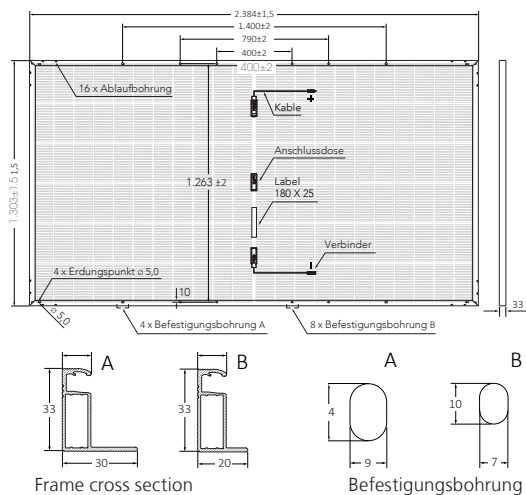 2.384±1,5
1.400±2
790±2
400±2
400±2
16 x Ablaufbohrung
+
Kable
Anschlussdose
1.263 ±2
Label
180 X 25
1.303±1.5 1,5
Verbinder
4 x Erdungspunkt ø 5,0
10
ø 5,0
4 x Befestigungsbohrung A
8 x Befestigungsbohrung B
33
A
B
A
B
33
33
4
10
30
20
9
7
Frame cross section
Befestigungsbohrung